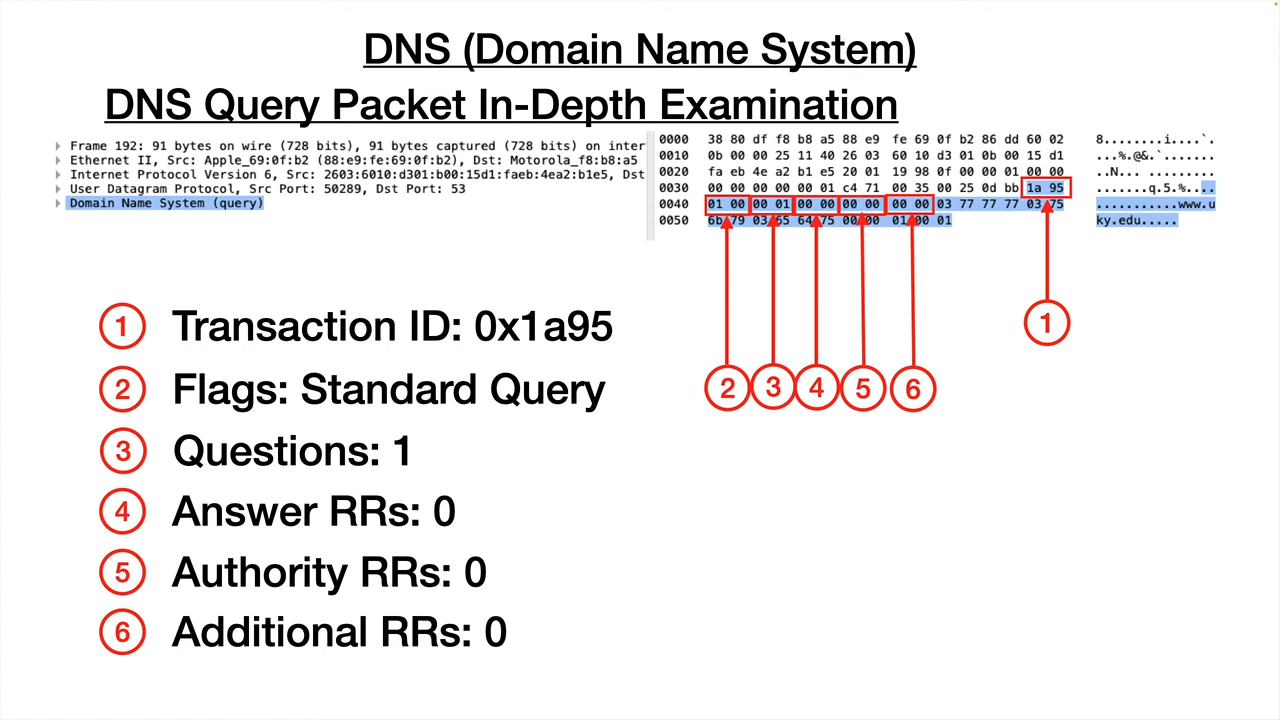 DNS (Domain Name System)
DNS Query Packet In-Depth Examination
Frame 192: 91 bytes on wire (728 bits), 91 bytes captured (728 bits) on inter
Ethernet II, Src: Apple_69:0f:b2 (88:e9:fe:69:0f:b2), Dst: Motorola_f8:b8:a5
Internet Protocol Version 6, Src: 2603:6010:d301:b00:15d1:faeb:4ea2:b1e5, Dst
User Datagram Protocol, Src Port: 50289, Dst Port: 53
Domain Name System (query)
0000 38 80 df f8 b8 a5 88 e9 fe 69 0f b2 86 dd 60 02 8........i....`.
0010 0b 00 00 25 11 40 26 03 60 10 d3 01 0b 00 15 d1 ...%.@&.`.......
0020 fa eb 4e a2 b1 e5 20 01 19 98 0f 00 00 01 00 00 ..N... .........
0030 00 00 00 00 00 01 c4 71 00 35 00 25 0d bb 1a 95 .......q.5.%....
0040 01 00 00 01 00 00 00 00 00 00 03 77 77 77 03 75 ...........www.u
0050 6b 79 03 65 64 75 00 00 01 00 01 ky.edu.....
1
2 3 4 5 6
1 Transaction ID: 0x1a95
2 Flags: Standard Query
3 Questions: 1
4 Answer RRs: 0
5 Authority RRs: 0
6 Additional RRs: 0